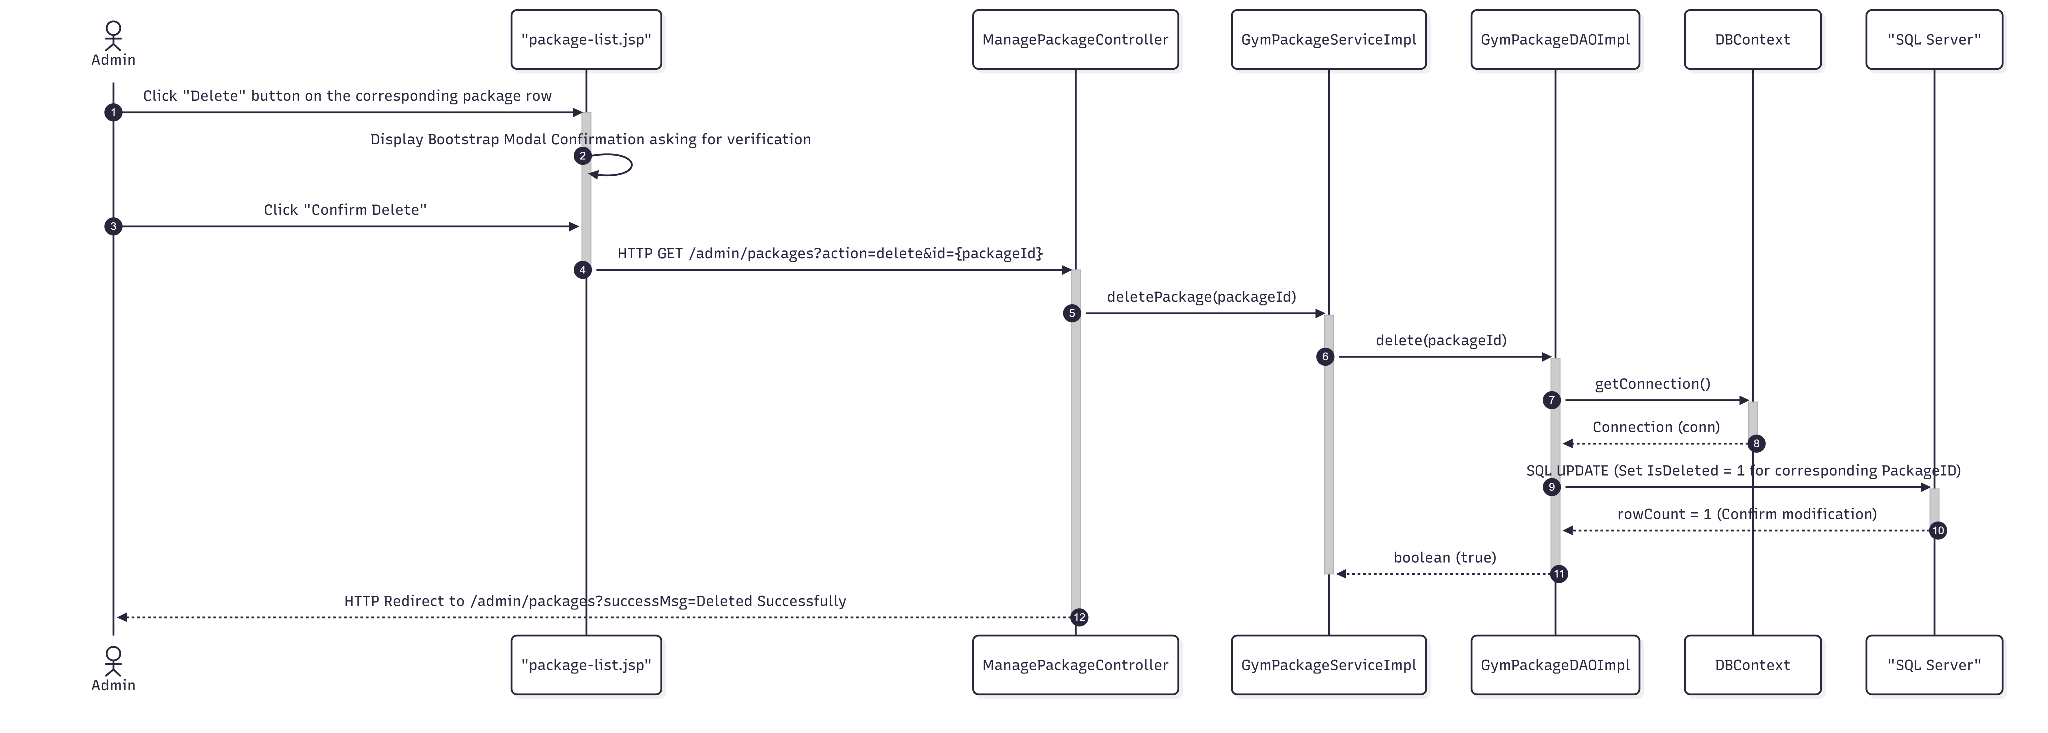 Admin
"package-list.jsp"
ManagePackageController
GymPackageServiceImpl
GymPackageDAOImpl
DBContext
"SQL Server"
Click "Delete" button on the corresponding package row
1
Display Bootstrap Modal Confirmation asking for verification
2
Click "Confirm Delete"
3
HTTP GET /admin/packages?action=delete&id={packageId}
4
deletePackage(packageId)
5
delete(packageId)
6
getConnection()
7
Connection (conn)
8
SQL UPDATE (Set IsDeleted = 1 for corresponding PackageID)
9
rowCount = 1 (Confirm modification)
10
boolean (true)
11
HTTP Redirect to /admin/packages?successMsg=Deleted Successfully
12
Admin
"package-list.jsp"
ManagePackageController
GymPackageServiceImpl
GymPackageDAOImpl
DBContext
"SQL Server"